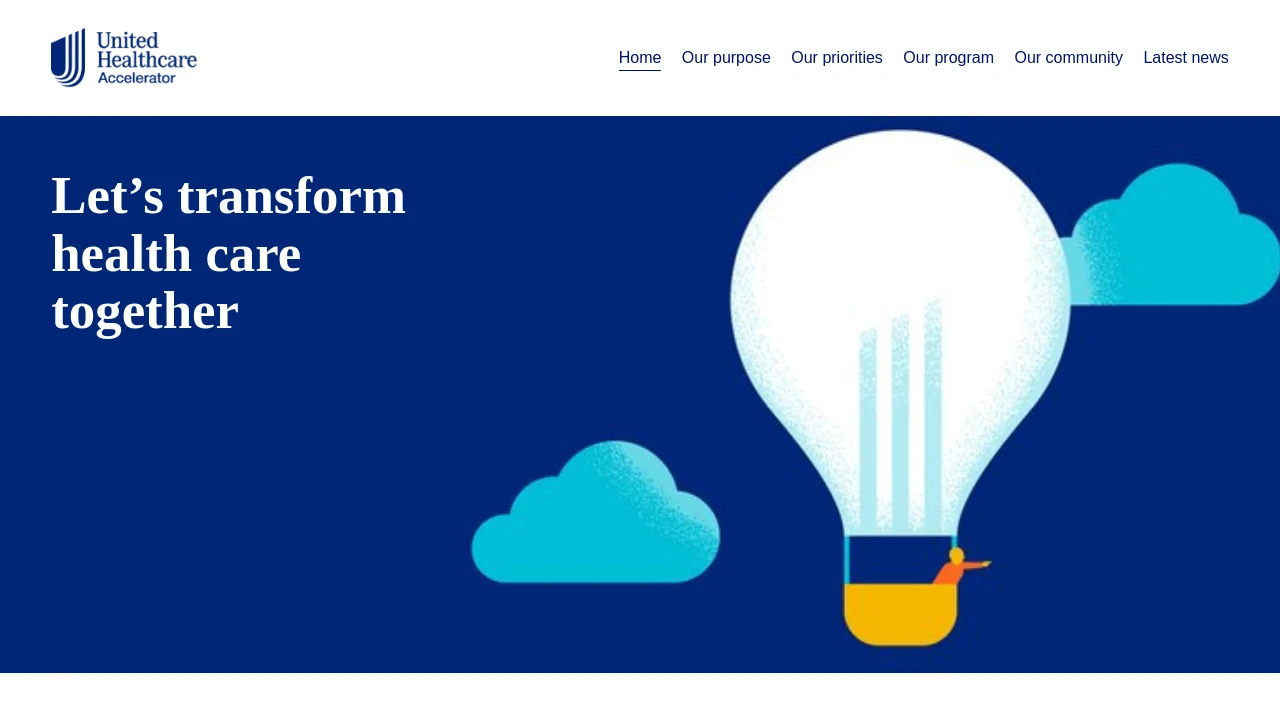 United
Healthcare
Accelerator
Home Our purpose Our priorities Our program Our community Latest news
Let’s transform
health care
together